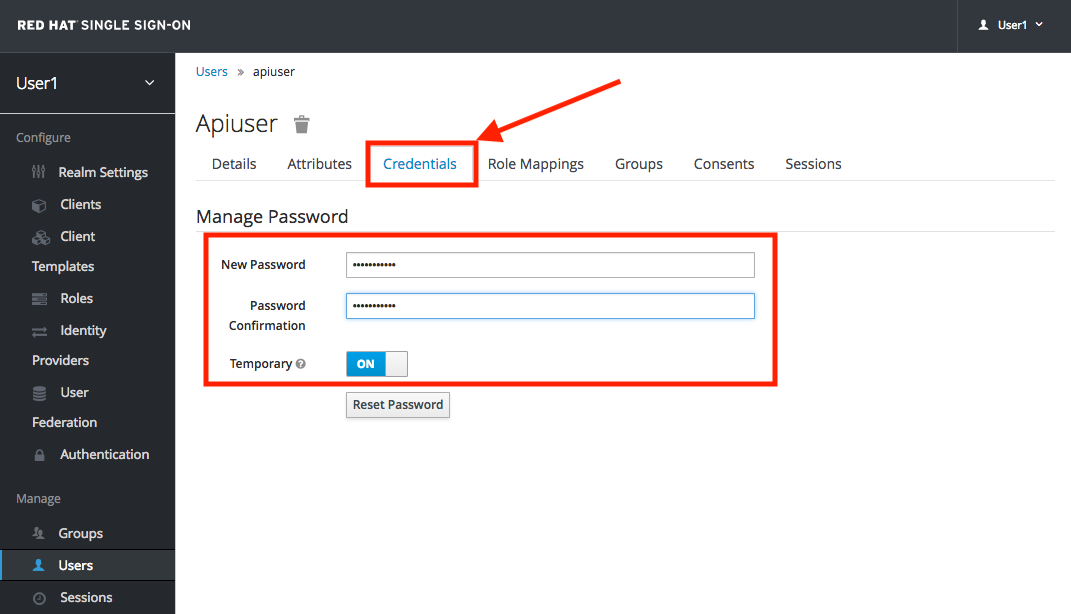 RED HAT SINGLE SIGN-ON
User1
User1
Users » apiuser
Apiuser
Details Attributes Credentials Role Mappings Groups Consents Sessions
Manage Password
New Password •••••••••••
Password
Confirmation
•••••••••••
Temporary ?
ON
Reset Password
Configure
Realm Settings
Clients
Client
Templates
Roles
Identity
Providers
User
Federation
Authentication
Manage
Groups
Users
Sessions